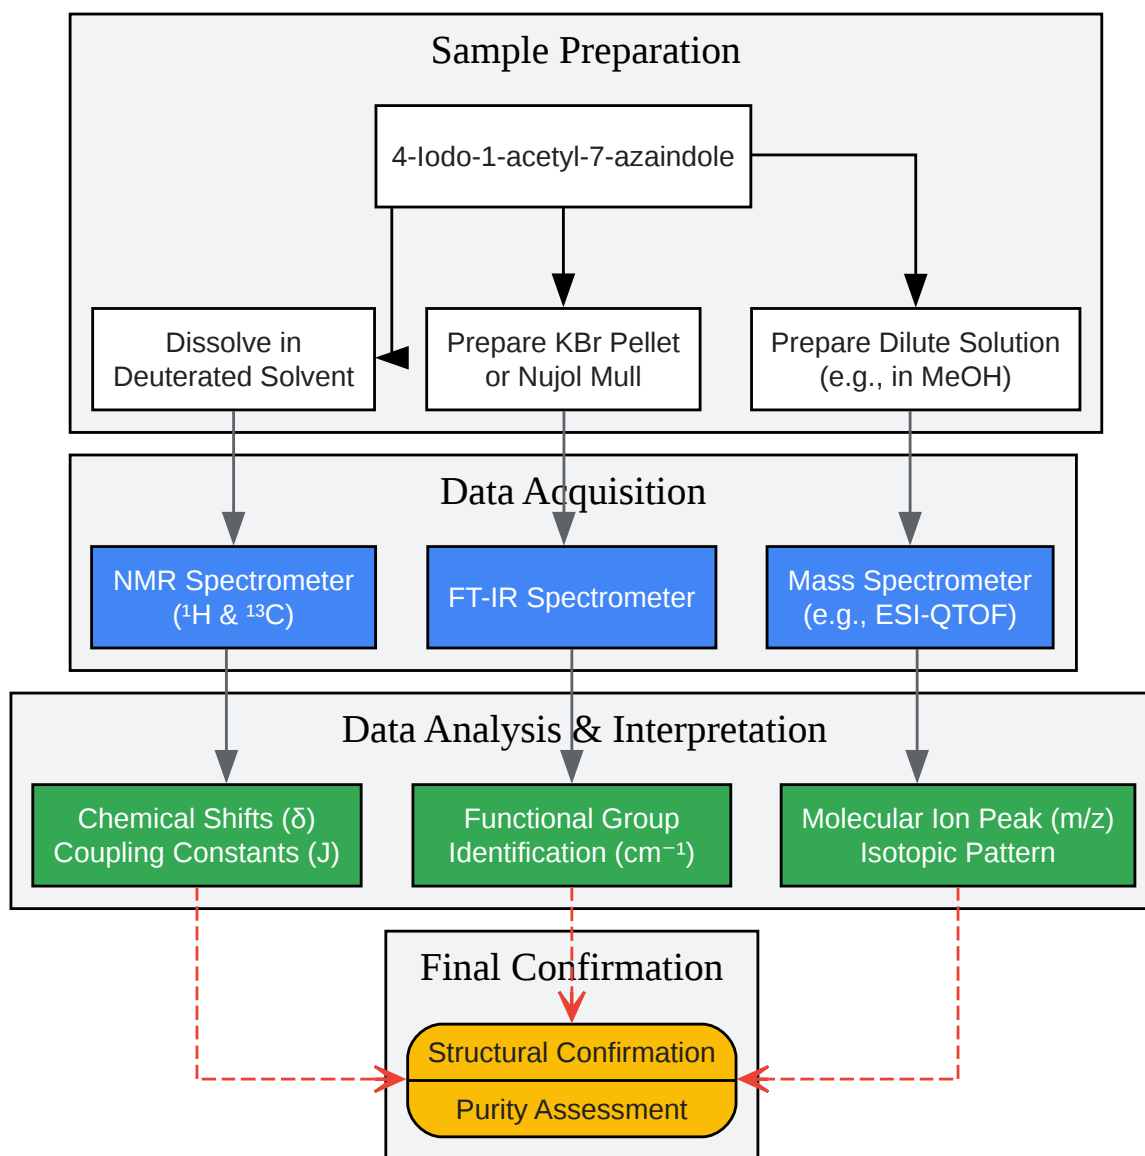 Sample Preparation
4-Iodo-1-acetyl-7-azaindole
Dissolve in
Deuterated Solvent
Prepare KBr Pellet
or Nujol Mull
Prepare Dilute Solution
(e.g., in MeOH)
Data Acquisition
NMR Spectrometer
(¹H & ¹³C)
FT-IR Spectrometer
Mass Spectrometer
(e.g., ESI-QTOF)
Data Analysis & Interpretation
Chemical Shifts (δ)
Coupling Constants (J)
Functional Group
Identification (cm⁻¹)
Molecular Ion Peak (m/z)
Isotopic Pattern
Final Confirmation
Structural Confirmation
Purity Assessment